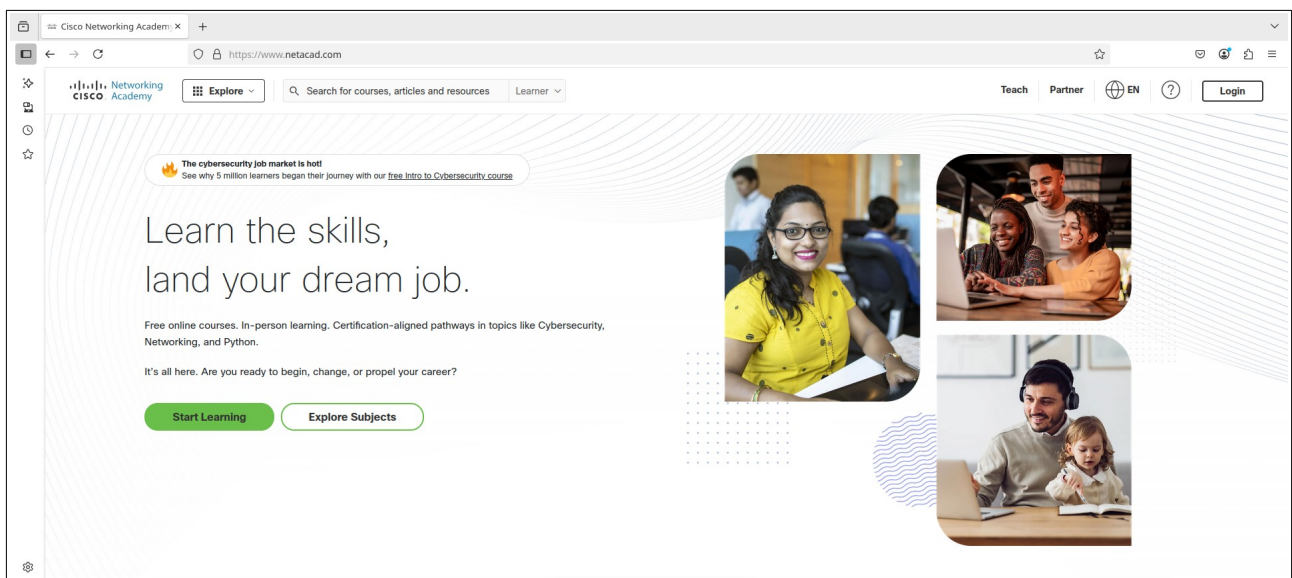 Cisco Networking Academy
https://www.netacad.com
Networking
CISCO Academy
Explore
Search for courses, articles and resources
Learner
Teach
Partner
EN
?
Login
The cybersecurity job market is hot!
See why 5 million learners began their journey with our free Intro to Cybersecurity course
Learn the skills,
land your dream job.
Free online courses. In-person learning. Certification-aligned pathways in topics like Cybersecurity,
Networking, and Python.
It's all here. Are you ready to begin, change, or propel your career?
Start Learning
Explore Subjects